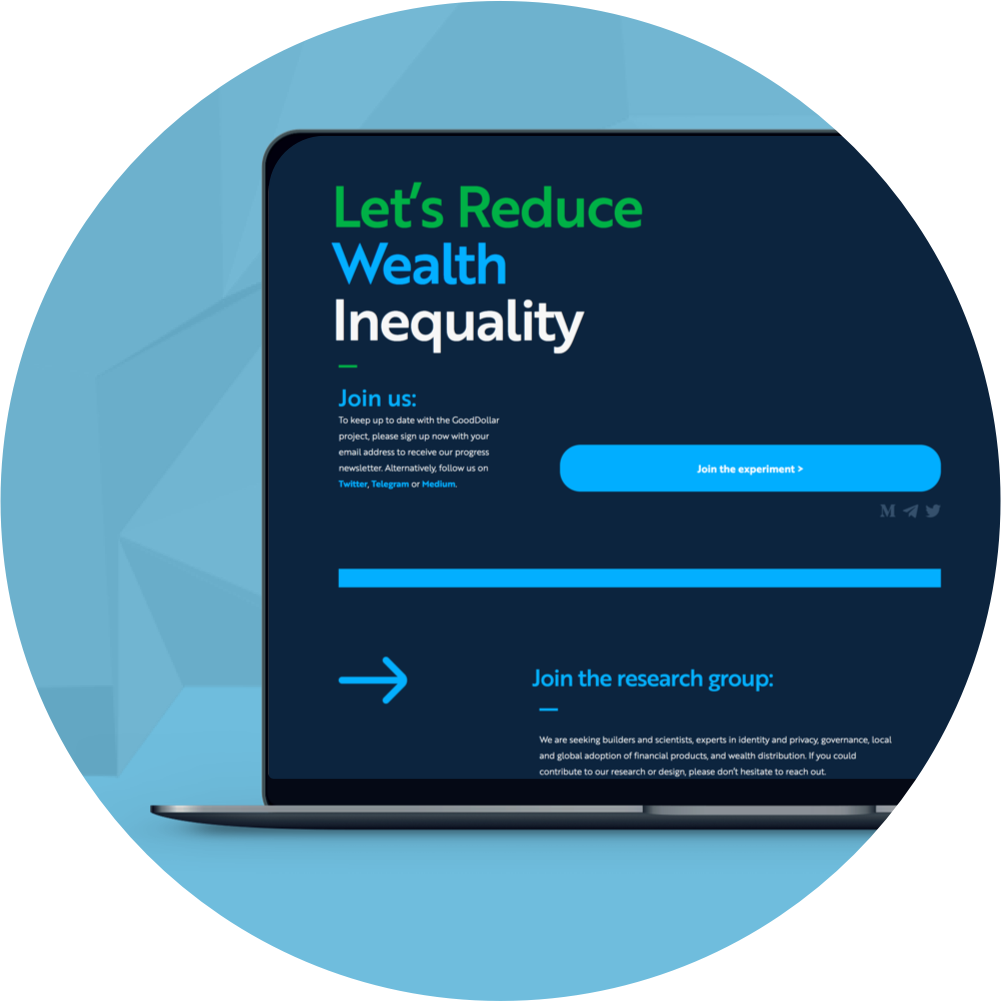 Let's Reduce
Wealth
Inequality
Join us:
To keep up to date with the GoodDollar
project, please sign up now with your
email address to receive our progress
newsletter. Alternatively, follow us on
Twitter, Telegram or Medium.
Join the experiment >
Join the research group:
We are seeking builders and scientists, experts in identity and privacy, governance, local
and global adoption of financial products, and wealth distribution. If you could
contribute to our research or design, please don't hesitate to reach out.